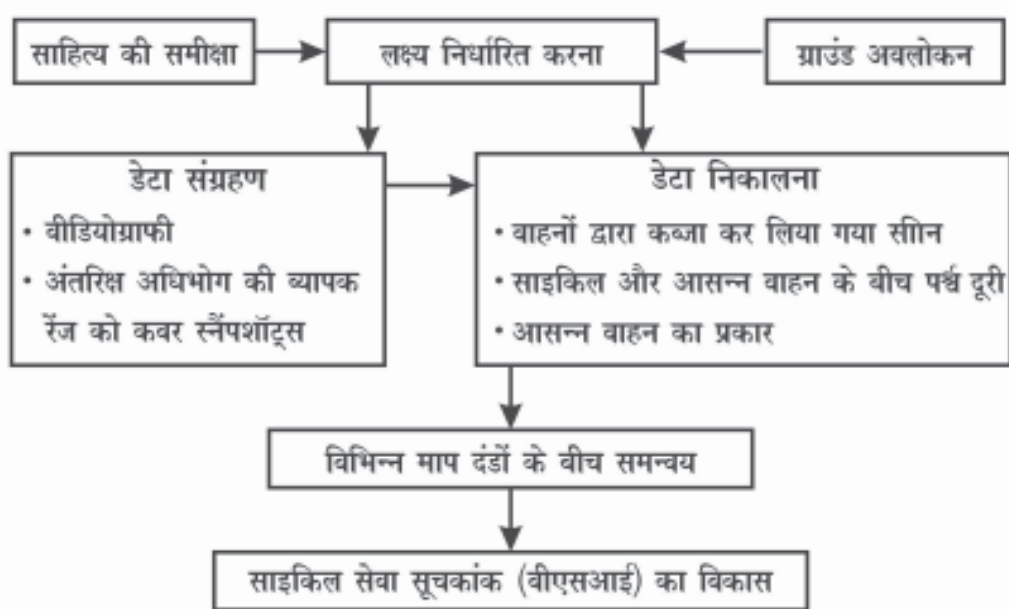 साहित्य की समीक्षा
लक्ष्य निर्धारित करना
ग्राउंड अवलोकन
डेटा संग्रहण
• वीडियोग्राफी
• अंतरिक्ष अधिभोग की व्यापक
रेंज को कवर स्नैंपशॉट्स
डेटा निकालना
• वाहनों द्वारा कब्जा कर लिया गया सीान
• साइकिल और आसन्न वाहन के बीच पर्श्व दूरी
• आसन्न वाहन का प्रकार
विभिन्न माप दंडों के बीच समन्वय
साइकिल सेवा सूचकांक (बीएसआई) का विकास